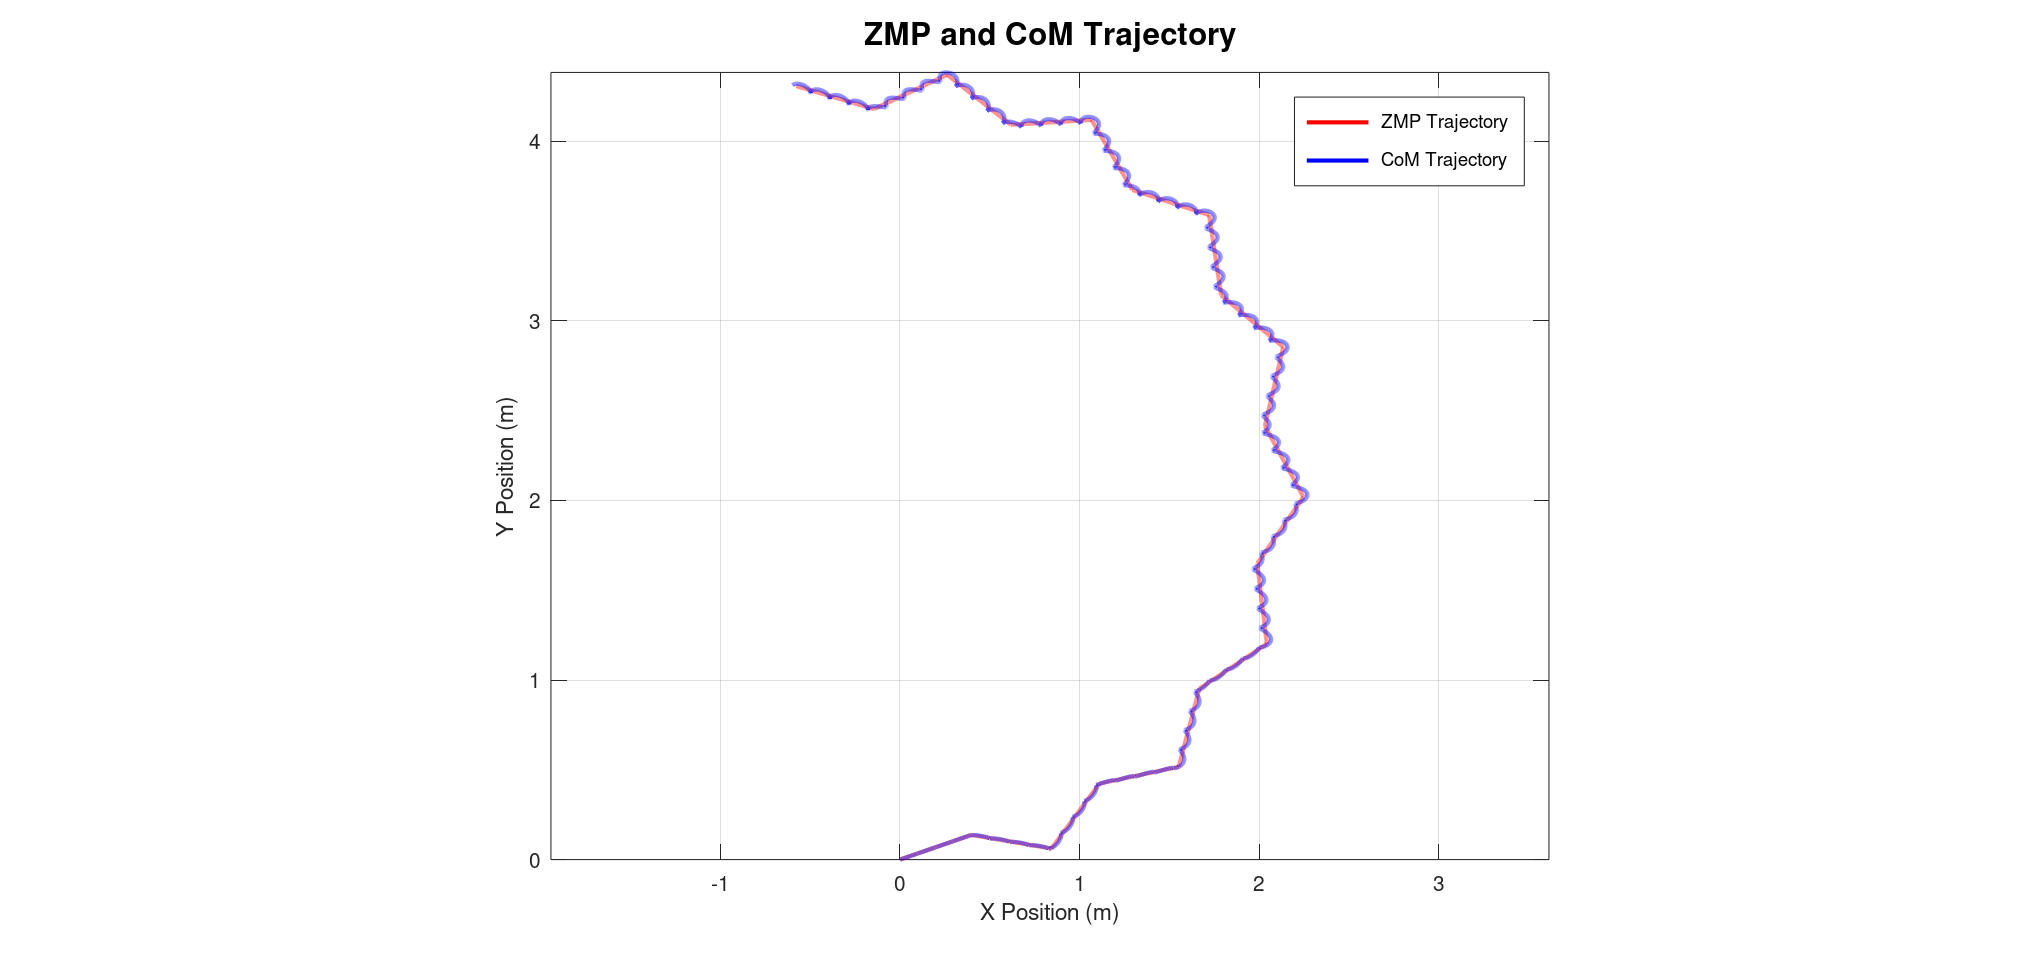 ZMP and CoM Trajectory
ZMP Trajectory
CoM Trajectory
Y Position (m)
4
3
2
1
0
-1
0
1
2
3
X Position (m)